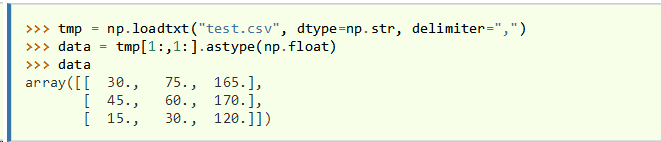 >>> tmp = np.loadtxt("test.csv", dtype=np.str, delimiter=",")
>>> data = tmp[1:,1:].astype(np.float)
>>> data
array([[  30.,   75.,  165.],
       [  45.,   60.,  170.],
       [  15.,   30.,  120.]])